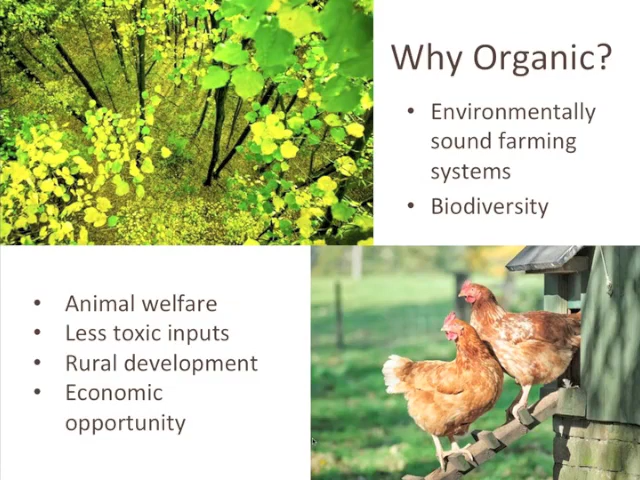 Why Organic?
• Environmentally
sound farming
systems
• Biodiversity
• Animal welfare
• Less toxic inputs
• Rural development
• Economic
opportunity